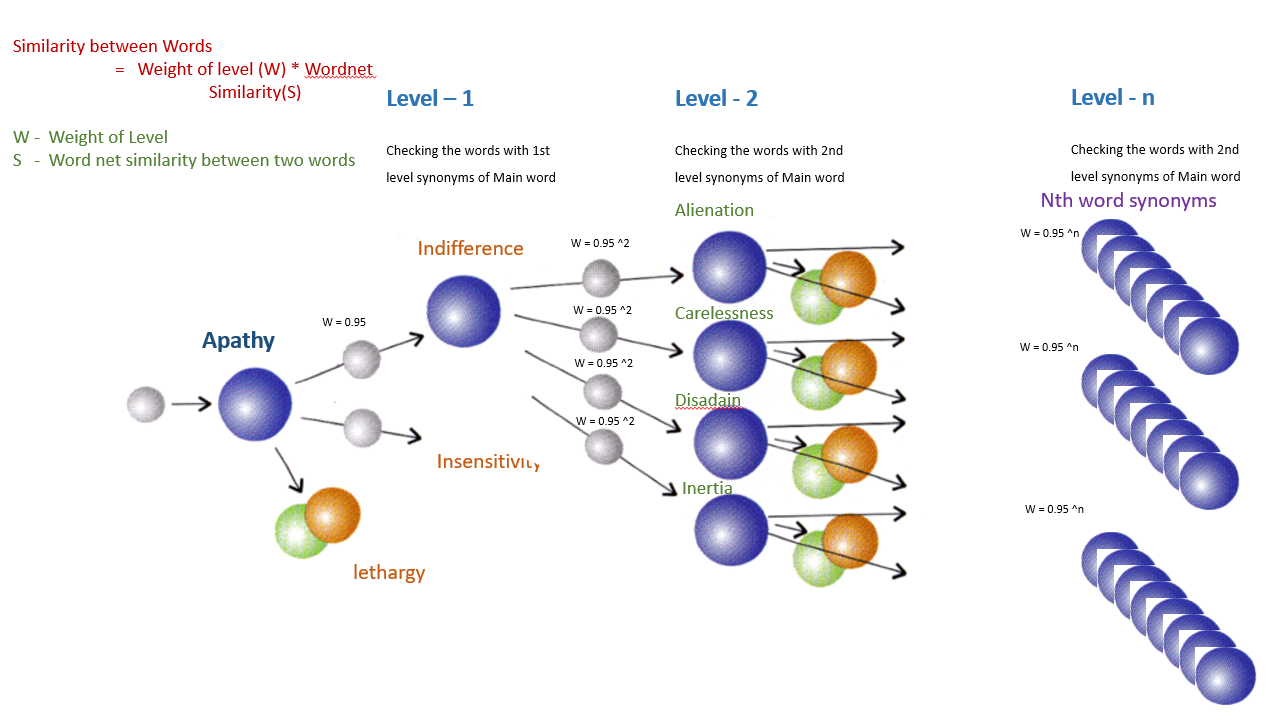 Similarity between Words
= Weight of level (W) * Wordnet
Similarity(S)
W - Weight of Level
S - Word net similarity between two words
Level – 1
Checking the words with 1st
level synonyms of Main word
Level - 2
Checking the words with 2nd
level synonyms of Main word
Level - n
Checking the words with 2nd
level synonyms of Main word
Nth word synonyms
Apathy
W = 0.95
Indifference
Insensitivity
lethargy
W = 0.95 ^2
W = 0.95 ^2
W = 0.95 ^2
W = 0.95 ^2
Alienation
Carelessness
Disadain
Inertia
W = 0.95 ^n
W = 0.95 ^n
W = 0.95 ^n